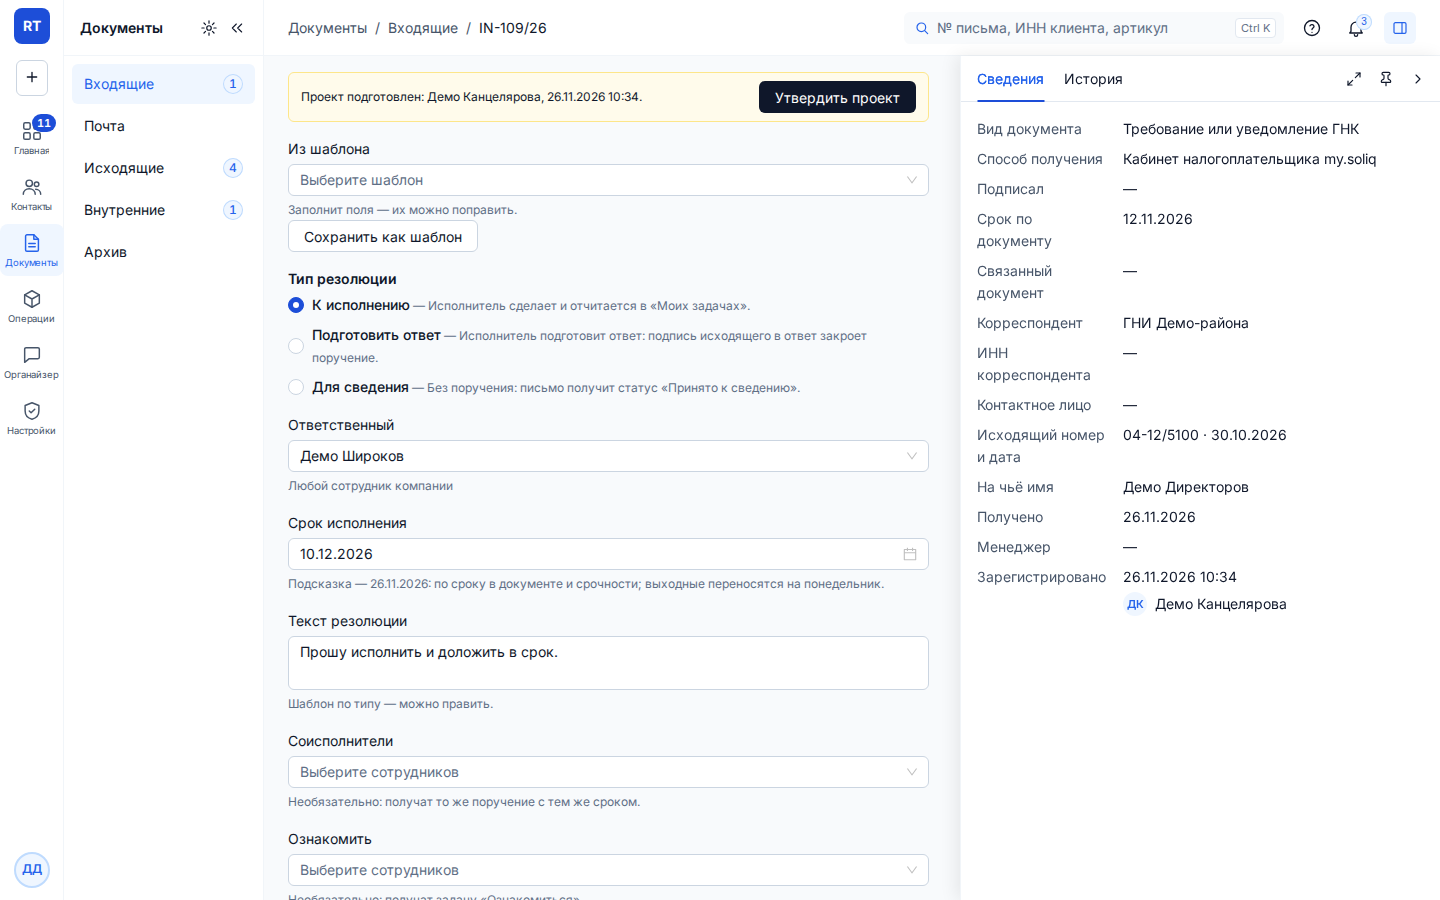 RT
Документы
Документы / Входящие / IN-109/26
№ письма, ИНН клиента, артикул
Ctrl K
3
11
Главная
Контакты
Документы
Операции
Органайзер
Настройки
ДД
Входящие 1
Почта
Исходящие 4
Внутренние 1
Архив
Проект подготовлен: Демо Канцелярова, 26.11.2026 10:34.
Утвердить проект
Из шаблона
Выберите шаблон
Заполнит поля — их можно поправить.
Сохранить как шаблон
Тип резолюции
К исполнению — Исполнитель сделает и отчитается в «Моих задачах».
Подготовить ответ — Исполнитель подготовит ответ: подпись исходящего в ответ закроет
поручение.
Для сведения — Без поручения: письмо получит статус «Принято к сведению».
Ответственный
Демо Широков
Любой сотрудник компании
Срок исполнения
10.12.2026
Подсказка — 26.11.2026: по сроку в документе и срочности; выходные переносятся на понедельник.
Текст резолюции
Прошу исполнить и доложить в срок.
Шаблон по типу — можно править.
Соисполнители
Выберите сотрудников
Необязательно: получат то же поручение с тем же сроком.
Ознакомить
Выберите сотрудников
Необязательно: получат задачу «Ознакомиться».
Сведения
История
Вид документа Требование или уведомление ГНК
Способ получения Кабинет налогоплательщика my.soliq
Подписал —
Срок по 12.11.2026
документу
Связанный —
документ
Корреспондент ГНИ Демо-района
ИНН —
корреспондента
Контактное лицо —
Исходящий номер 04-12/5100 · 30.10.2026
и дата
На чьё имя Демо Директоров
Получено 26.11.2026
Менеджер —
Зарегистрировано 26.11.2026 10:34
ДК Демо Канцелярова